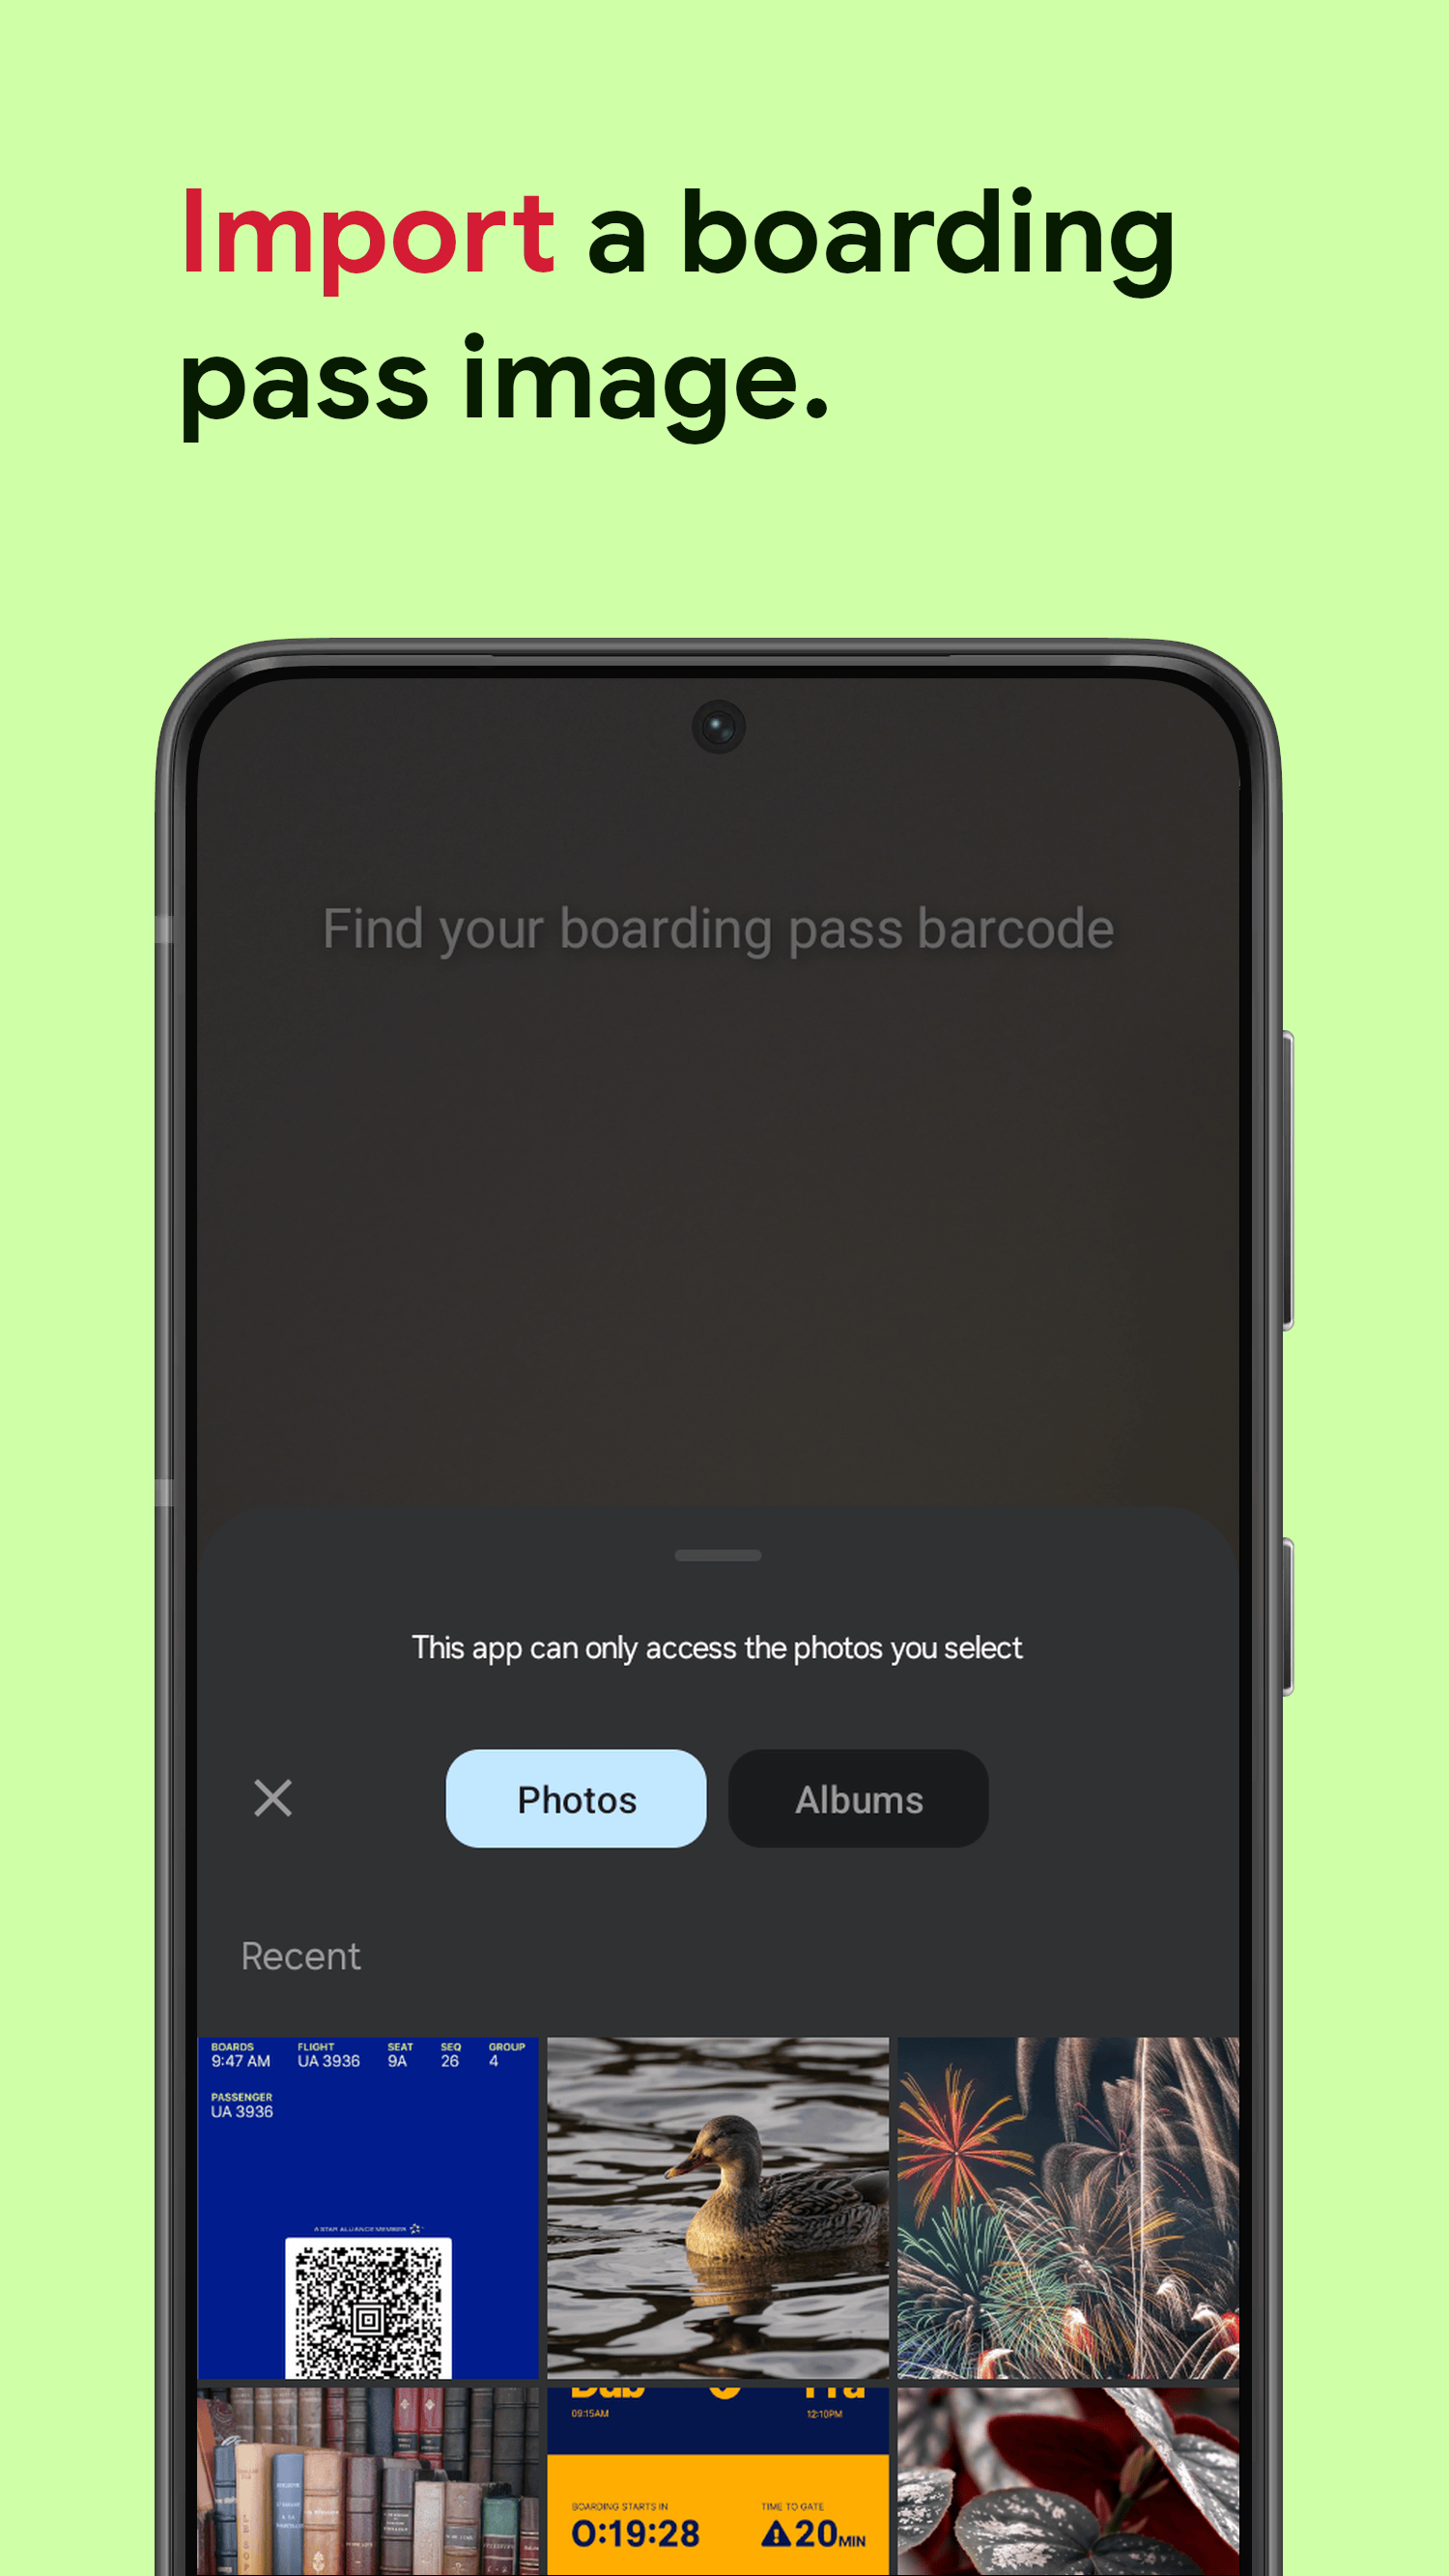 Import a boarding
pass image.
Find your boarding pass barcode
This app can only access the photos you select
Photos
Albums
Recent
BOARDS FLIGHT SEAT SEQ GROUP
9:47 AM UA 3936 9A 26 4
PASSENGER
UA 3936
A STAR ALLIANCE MEMBER
Dub Fra
09:15AM 12:10PM
BOARDING STARTS IN TIME TO GATE
0:19:28 20MIN